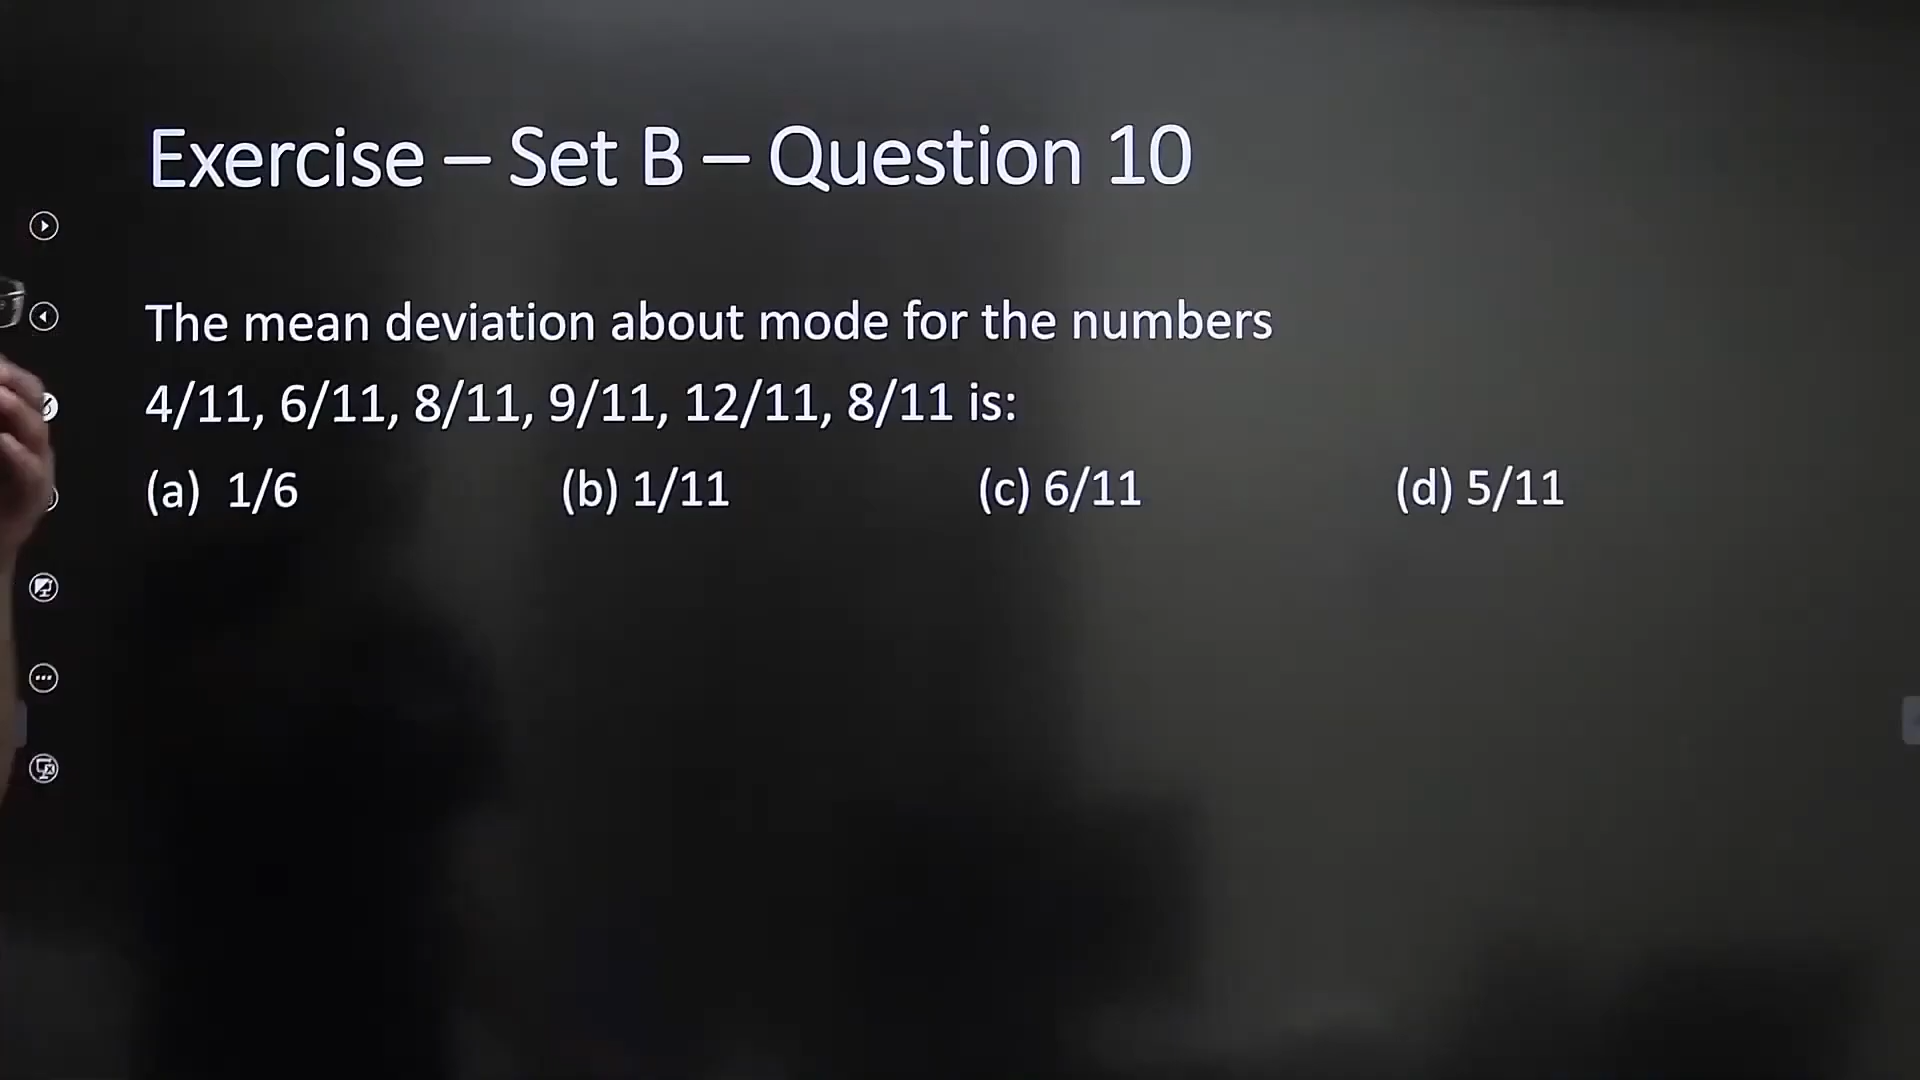 Exercise – Set B – Question 10
The mean deviation about mode for the numbers
4/11, 6/11, 8/11, 9/11, 12/11, 8/11 is:
(a) 1/6 (b) 1/11 (c) 6/11 (d) 5/11